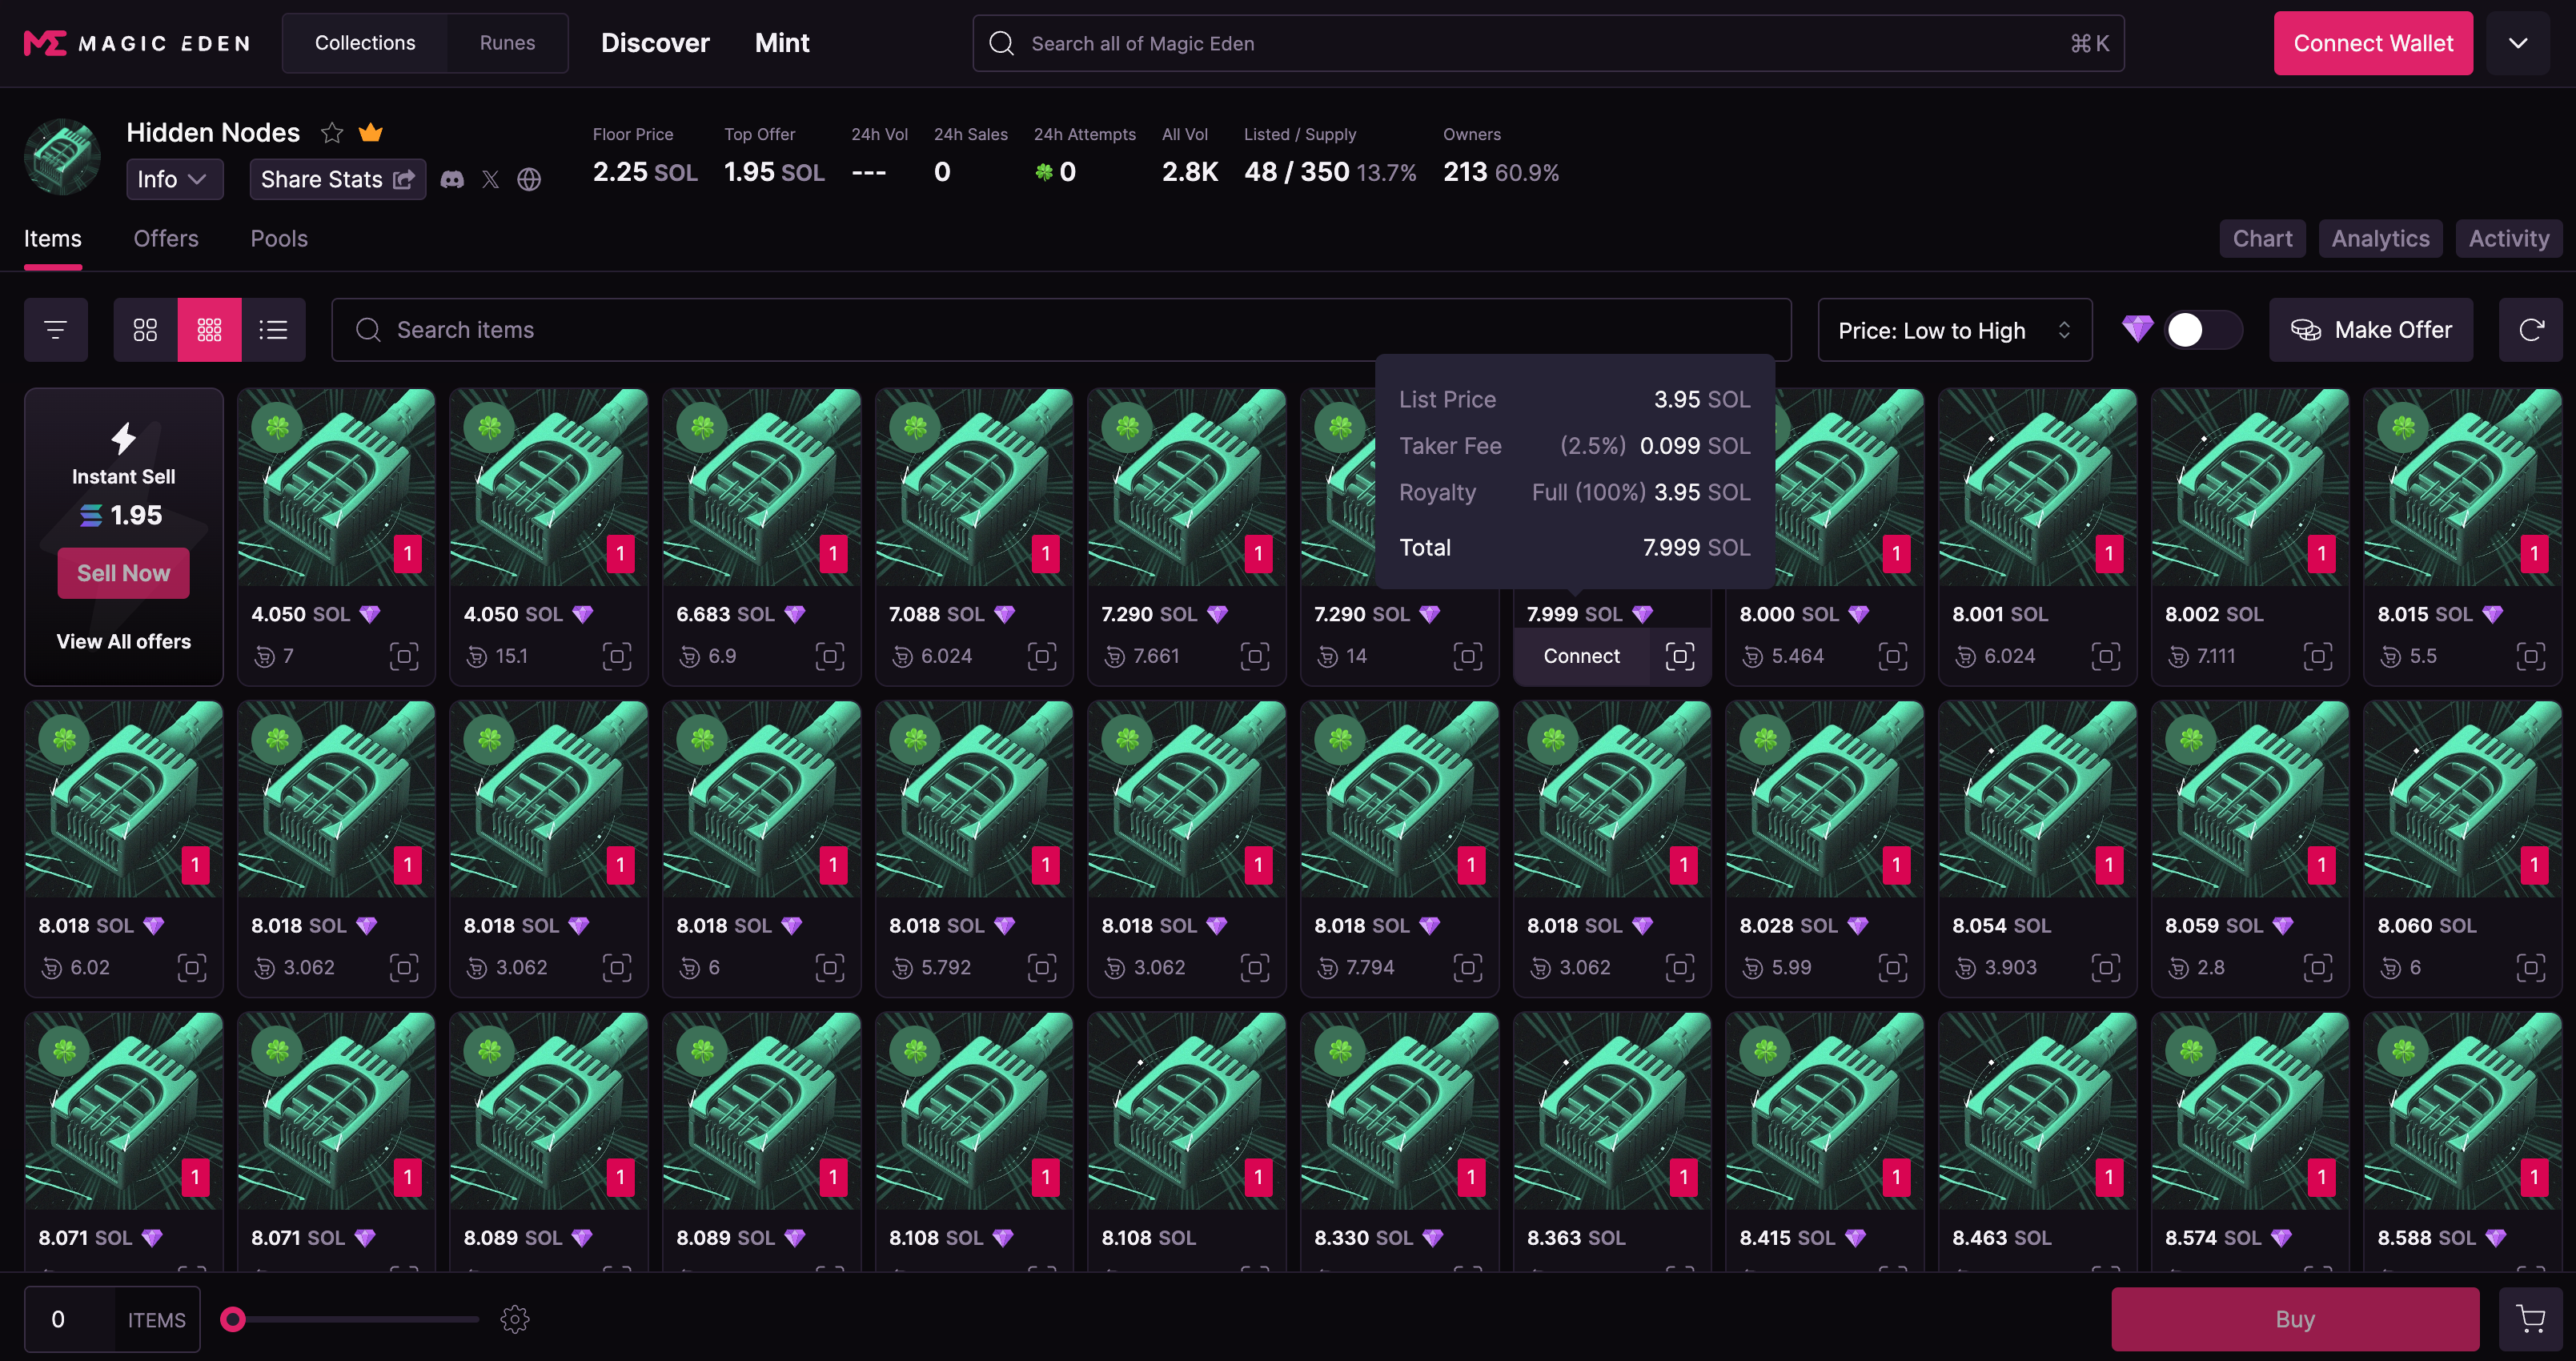 MAGIC EDEN
Collections
Runes
Discover
Mint
Search all of Magic Eden
⌘ K
Connect Wallet
Hidden Nodes
Info
Share Stats
Floor Price
2.25 SOL
Top Offer
1.95 SOL
24h Vol
---
24h Sales
0
24h Attempts
0
All Vol
2.8K
Listed / Supply
48 / 350 13.7%
Owners
213 60.9%
Items
Offers
Pools
Chart
Analytics
Activity
Search items
Price: Low to High
Make Offer
List Price 3.95 SOL
Taker Fee (2.5%) 0.099 SOL
Royalty Full (100%) 3.95 SOL
Total 7.999 SOL
Instant Sell
1.95
Sell Now
View All offers
1
4.050 SOL
7
1
4.050 SOL
15.1
1
6.683 SOL
6.9
1
7.088 SOL
6.024
1
7.290 SOL
7.661
7.290 SOL
14
7.999 SOL
Connect
1
8.000 SOL
5.464
1
8.001 SOL
6.024
1
8.002 SOL
7.111
1
8.015 SOL
5.5
1
8.018 SOL
6.02
1
8.018 SOL
3.062
1
8.018 SOL
3.062
1
8.018 SOL
6
1
8.018 SOL
5.792
1
8.018 SOL
3.062
1
8.018 SOL
7.794
1
8.018 SOL
3.062
1
8.028 SOL
5.99
1
8.054 SOL
3.903
1
8.059 SOL
2.8
1
8.060 SOL
6
1
8.071 SOL
1
8.071 SOL
1
8.089 SOL
1
8.089 SOL
1
8.108 SOL
1
8.108 SOL
1
8.330 SOL
1
8.363 SOL
1
8.415 SOL
1
8.463 SOL
1
8.574 SOL
1
8.588 SOL
0 ITEMS
Buy